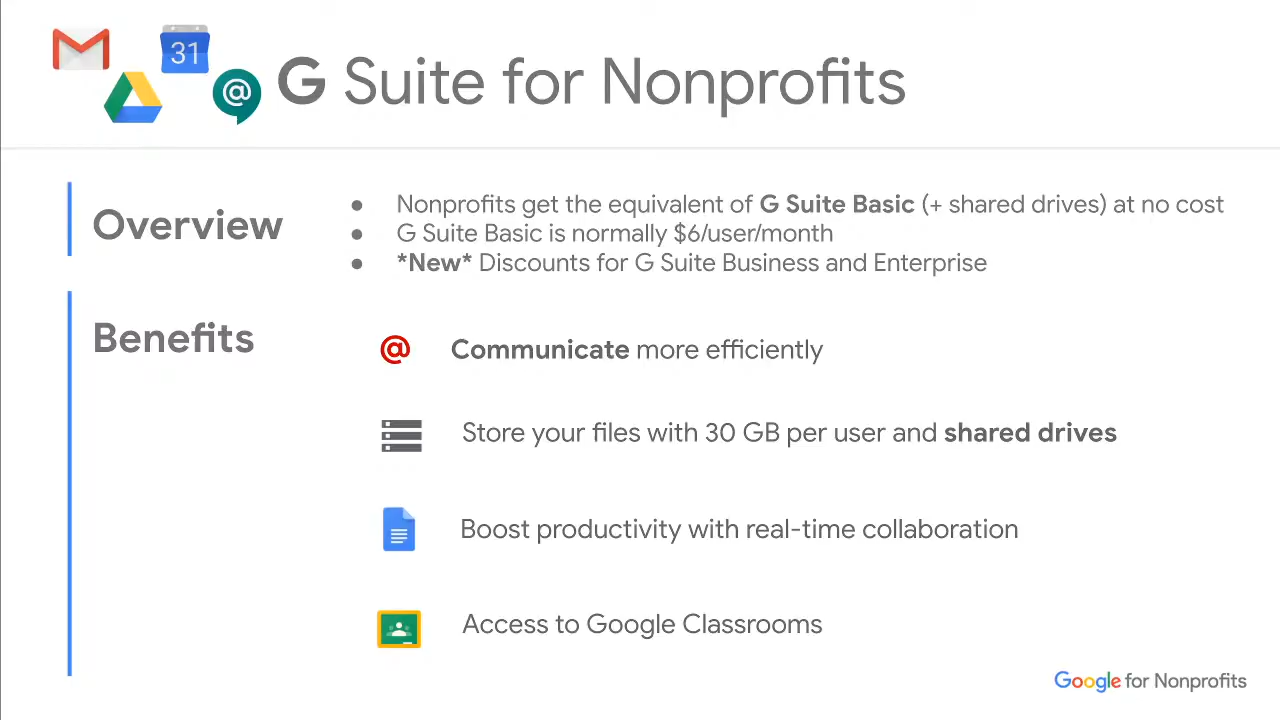 31
@
G Suite for Nonprofits
Overview
● Nonprofits get the equivalent of G Suite Basic (+ shared drives) at no cost
● G Suite Basic is normally $6/user/month
● *New* Discounts for G Suite Business and Enterprise
Benefits
@ Communicate more efficiently
Store your files with 30 GB per user and shared drives
Boost productivity with real-time collaboration
Access to Google Classrooms
Google for Nonprofits